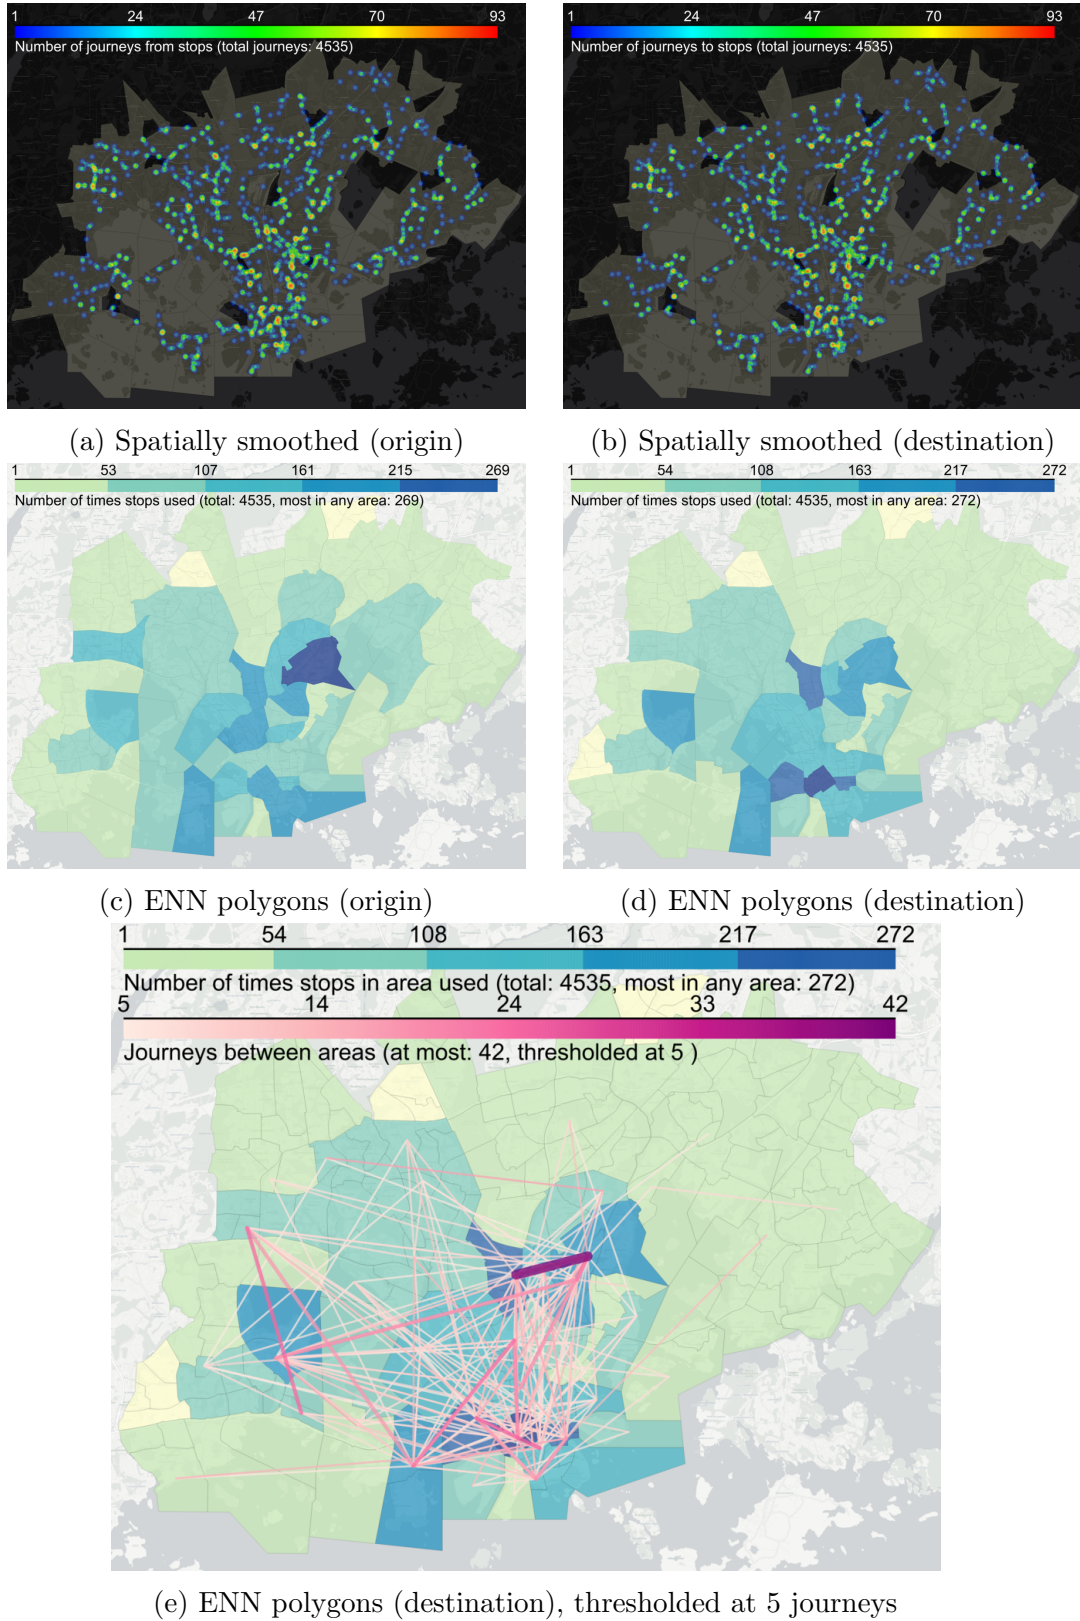 1 24 47 70 93
Number of journeys from stops (total journeys: 4535)
1 24 47 70 93
Number of journeys to stops (total journeys: 4535)
(a) Spatially smoothed (origin)
(b) Spatially smoothed (destination)
1 53 107 161 215 269
Number of times stops used (total: 4535, most in any area: 269)
1 54 108 163 217 272
Number of times stops used (total: 4535, most in any area: 272)
(c) ENN polygons (origin)
(d) ENN polygons (destination)
1 54 108 163 217 272
Number of times stops in area used (total: 4535, most in any area: 272)
5 14 24 33 42
Journeys between areas (at most: 42, thresholded at 5 )
(e) ENN polygons (destination), thresholded at 5 journeys